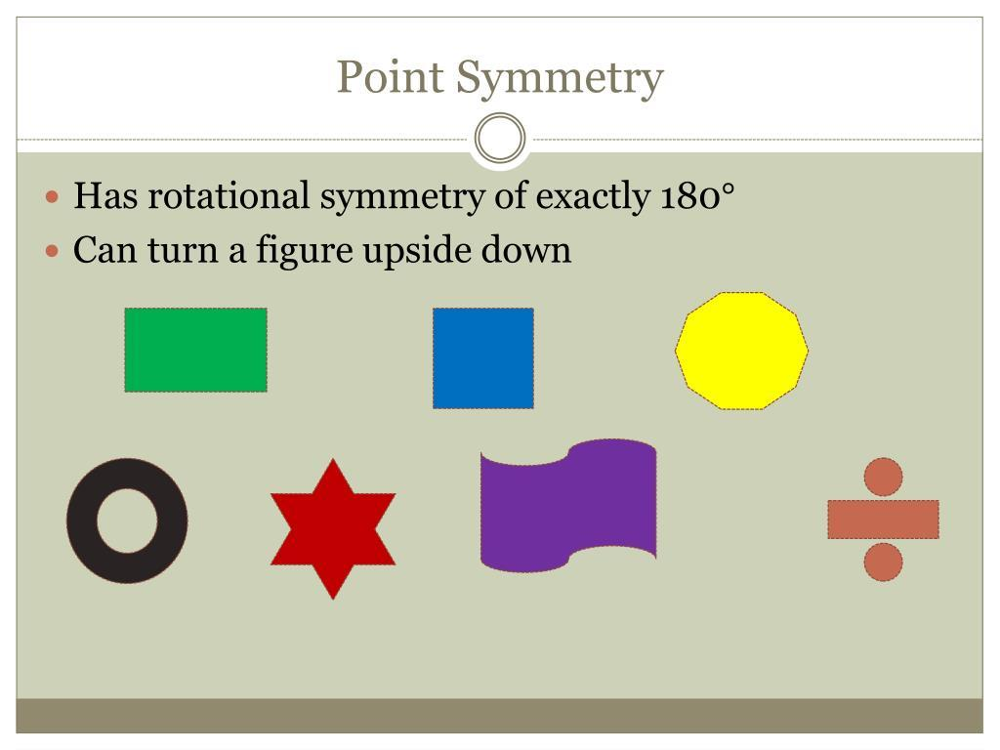 Point Symmetry
• Has rotational symmetry of exactly 180°
• Can turn a figure upside down